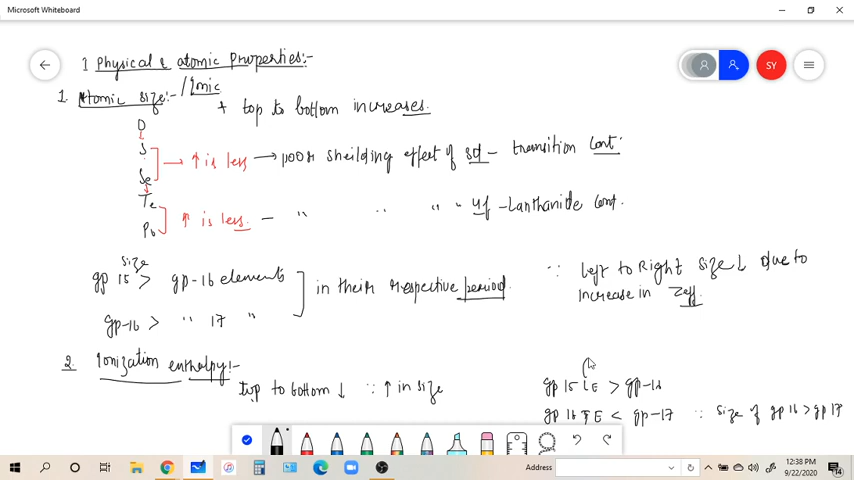 Microsoft Whiteboard
1 Physical & atomic Properties:-
1. Atomic size:- / Ionic
+ top to bottom increases.
O
S
Se
Te
Po
→ ↑ is less → poor sheilding effect of 3d - transition cont.
↑ is less - " " " " 4f - Lanthanide cont.
size
gp 15 > gp-16 elements
gp-16 > " 17 "
in their respective period.
∵ Left to Right size ↓ due to
increase in Zeff.
2. Ionization enthalpy:-
top to bottom ↓ ∵ ↑ in size
gp 15 I.E > gp-16
gp 16 I.E < gp-17 ∵ size of gp 16 > gp 17
SY
Address
12:38 PM
9/22/2020
14